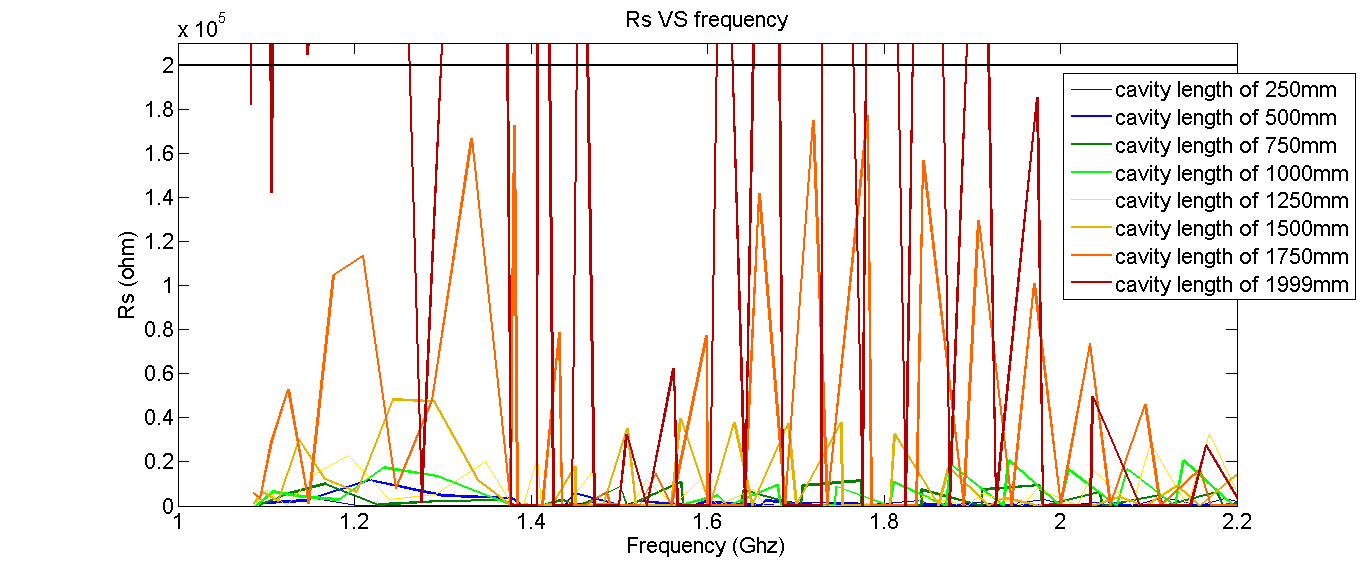 Rs VS frequency
x 10^5
2
1.8
1.6
1.4
1.2
1
0.8
0.6
0.4
0.2
0
Rs (ohm)
1
1.2
1.4
1.6
1.8
2
2.2
Frequency (Ghz)
cavity length of 250mm
cavity length of 500mm
cavity length of 750mm
cavity length of 1000mm
cavity length of 1250mm
cavity length of 1500mm
cavity length of 1750mm
cavity length of 1999mm